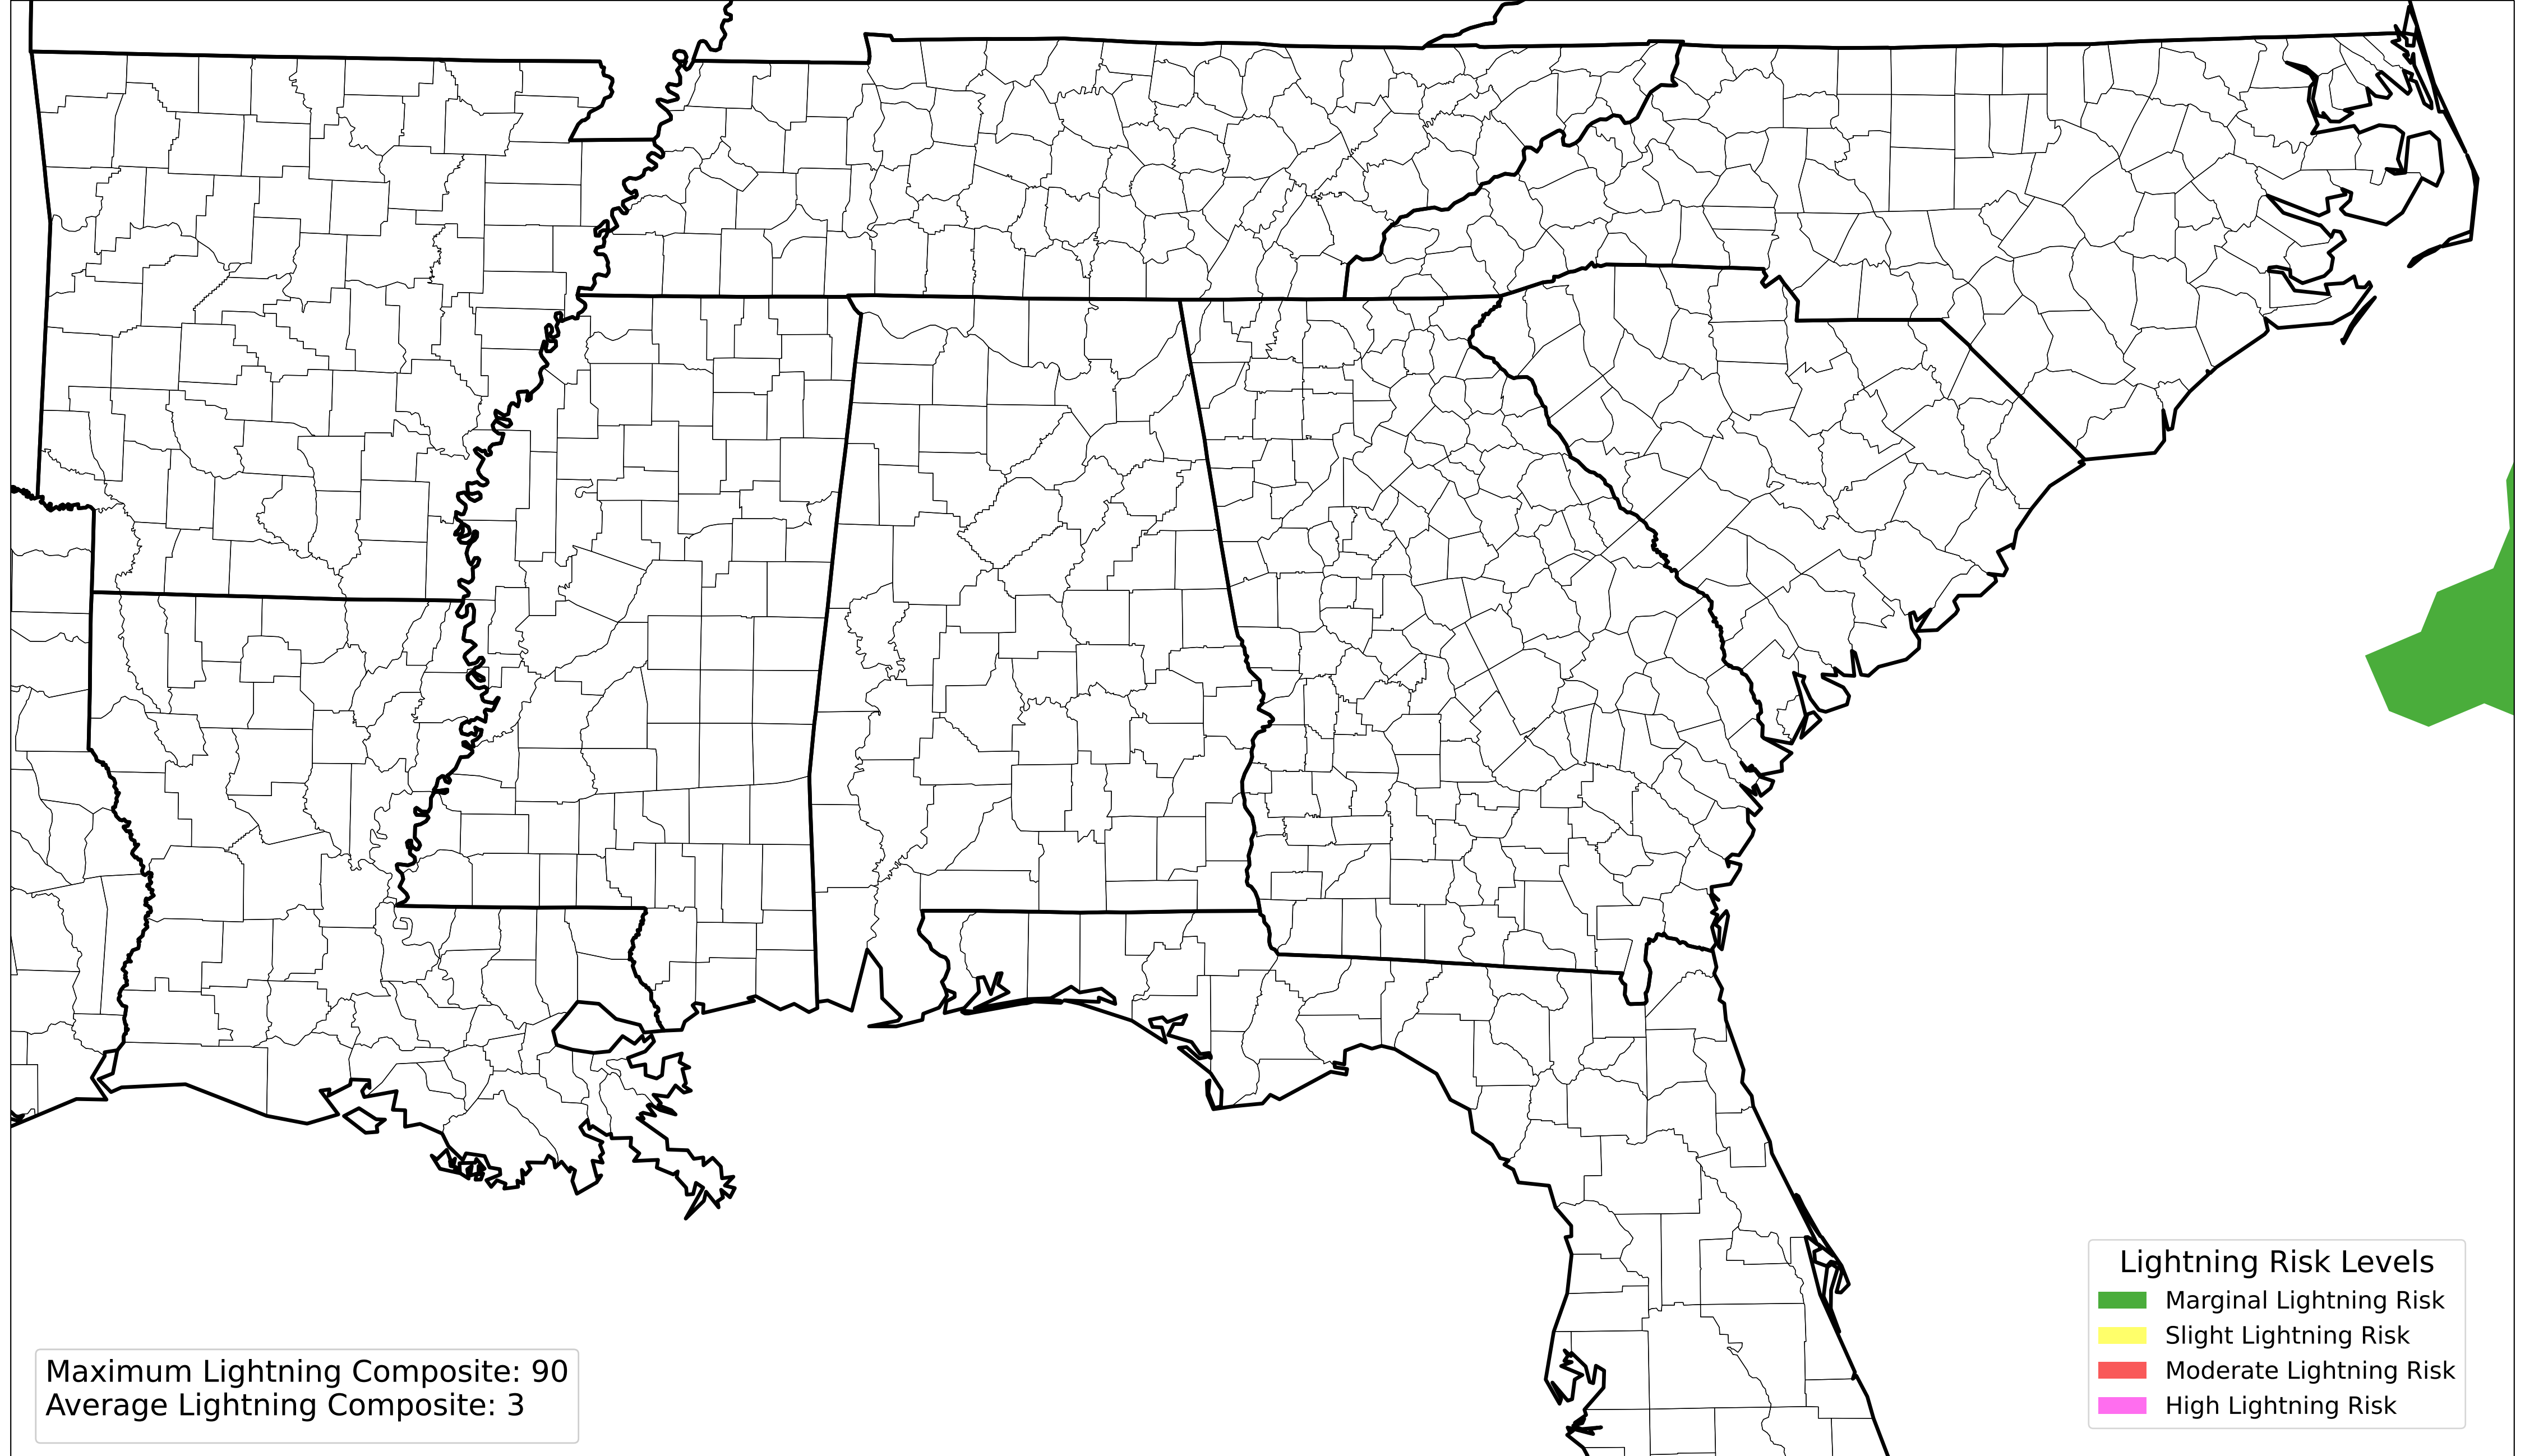 Lightning Risk Levels
Marginal Lightning Risk
Slight Lightning Risk
Moderate Lightning Risk
High Lightning Risk
Maximum Lightning Composite: 90
Average Lightning Composite: 3